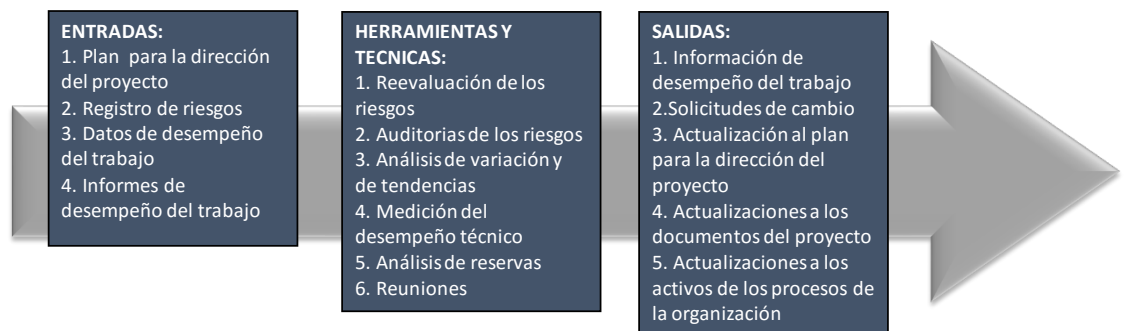 ENTRADAS:
1. Plan para la dirección
del proyecto
2. Registro de riesgos
3. Datos de desempeño
del trabajo
4. Informes de
desempeño del trabajo
HERRAMIENTAS Y
TECNICAS:
1. Reevaluación de los
riesgos
2. Auditorias de los riesgos
3. Análisis de variación y
de tendencias
4. Medición del
desempeño técnico
5. Análisis de reservas
6. Reuniones
SALIDAS:
1. Información de
desempeño del trabajo
2.Solicitudes de cambio
3. Actualización al plan
para la dirección del
proyecto
4. Actualizaciones a los
documentos del proyecto
5. Actualizaciones a los
activos de los procesos de
la organización